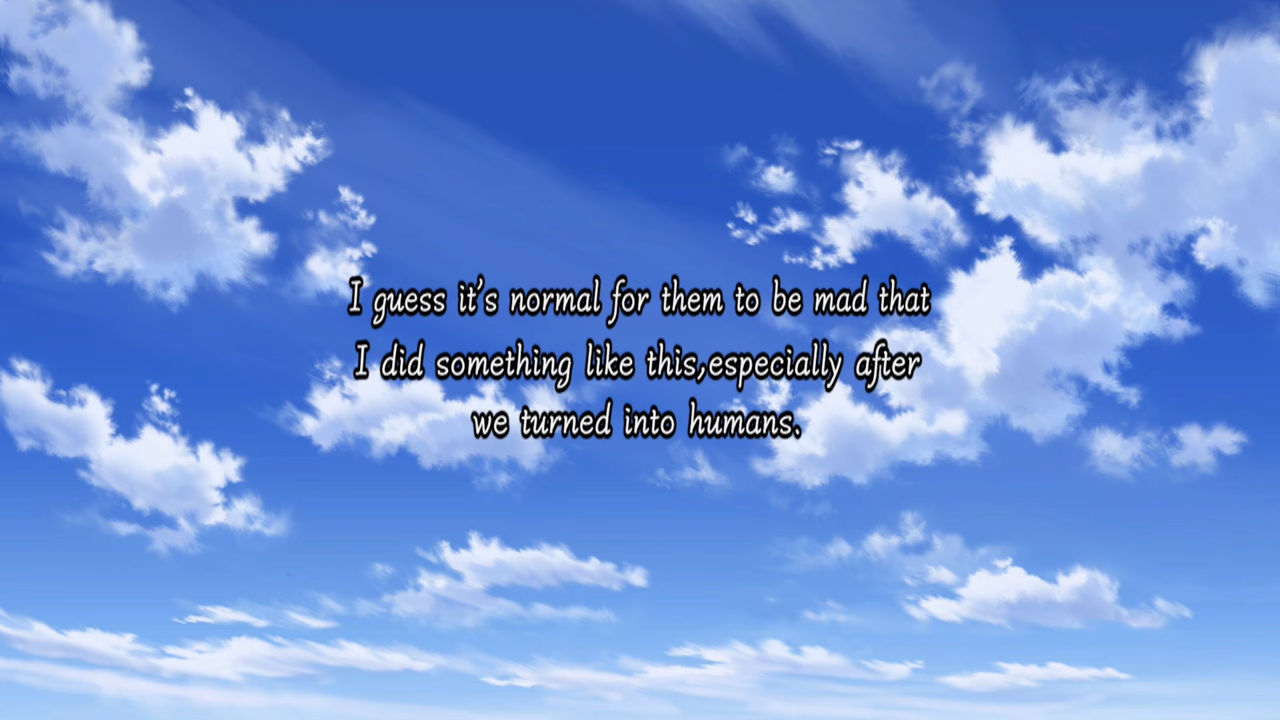 I guess it's normal for them to be mad that
I did something like this,especially after
we turned into humans.